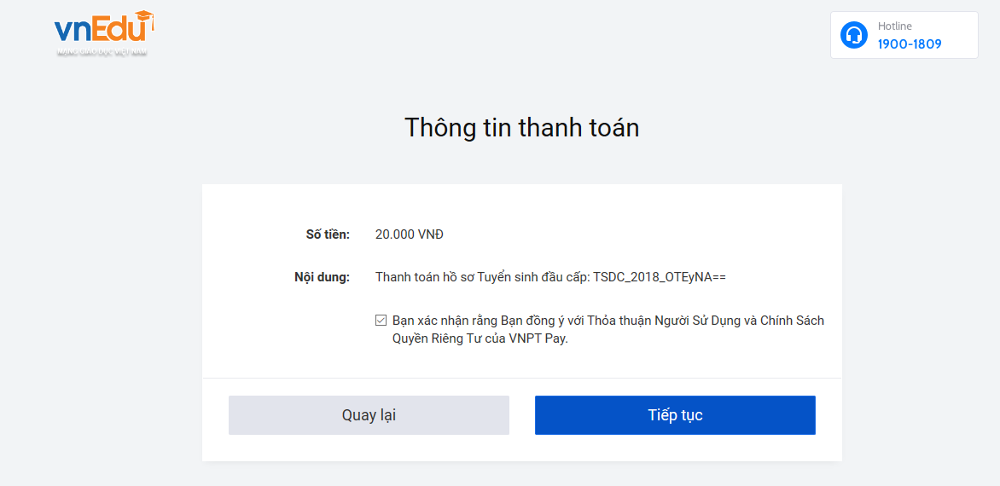 vnEdu
MẠNG GIÁO DỤC VIỆT NAM
Hotline
1900-1809
Thông tin thanh toán
Số tiền: 20.000 VNĐ
Nội dung: Thanh toán hồ sơ Tuyển sinh đầu cấp: TSDC_2018_OTEyNA==
Bạn xác nhận rằng Bạn đồng ý với Thỏa thuận Người Sử Dụng và Chính Sách
Quyền Riêng Tư của VNPT Pay.
Quay lại
Tiếp tục